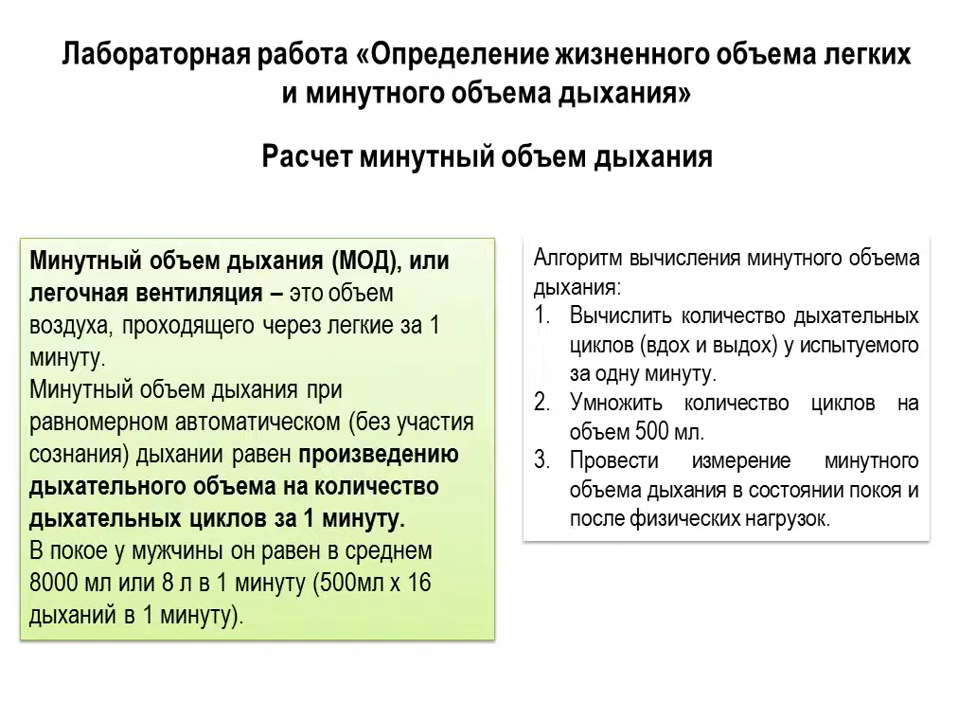 Лабораторная работа «Определение жизненного объема легких
и минутного объема дыхания»
Расчет минутный объем дыхания
Минутный объем дыхания (МОД), или
легочная вентиляция – это объем
воздуха, проходящего через легкие за 1
минуту.
Минутный объем дыхания при
равномерном автоматическом (без участия
сознания) дыхании равен произведению
дыхательного объема на количество
дыхательных циклов за 1 минуту.
В покое у мужчины он равен в среднем
8000 мл или 8 л в 1 минуту (500мл х 16
дыханий в 1 минуту).
Алгоритм вычисления минутного объема
дыхания:
1. Вычислить количество дыхательных
циклов (вдох и выдох) у испытуемого
за одну минуту.
2. Умножить количество циклов на
объем 500 мл.
3. Провести измерение минутного
объема дыхания в состоянии покоя и
после физических нагрузок.